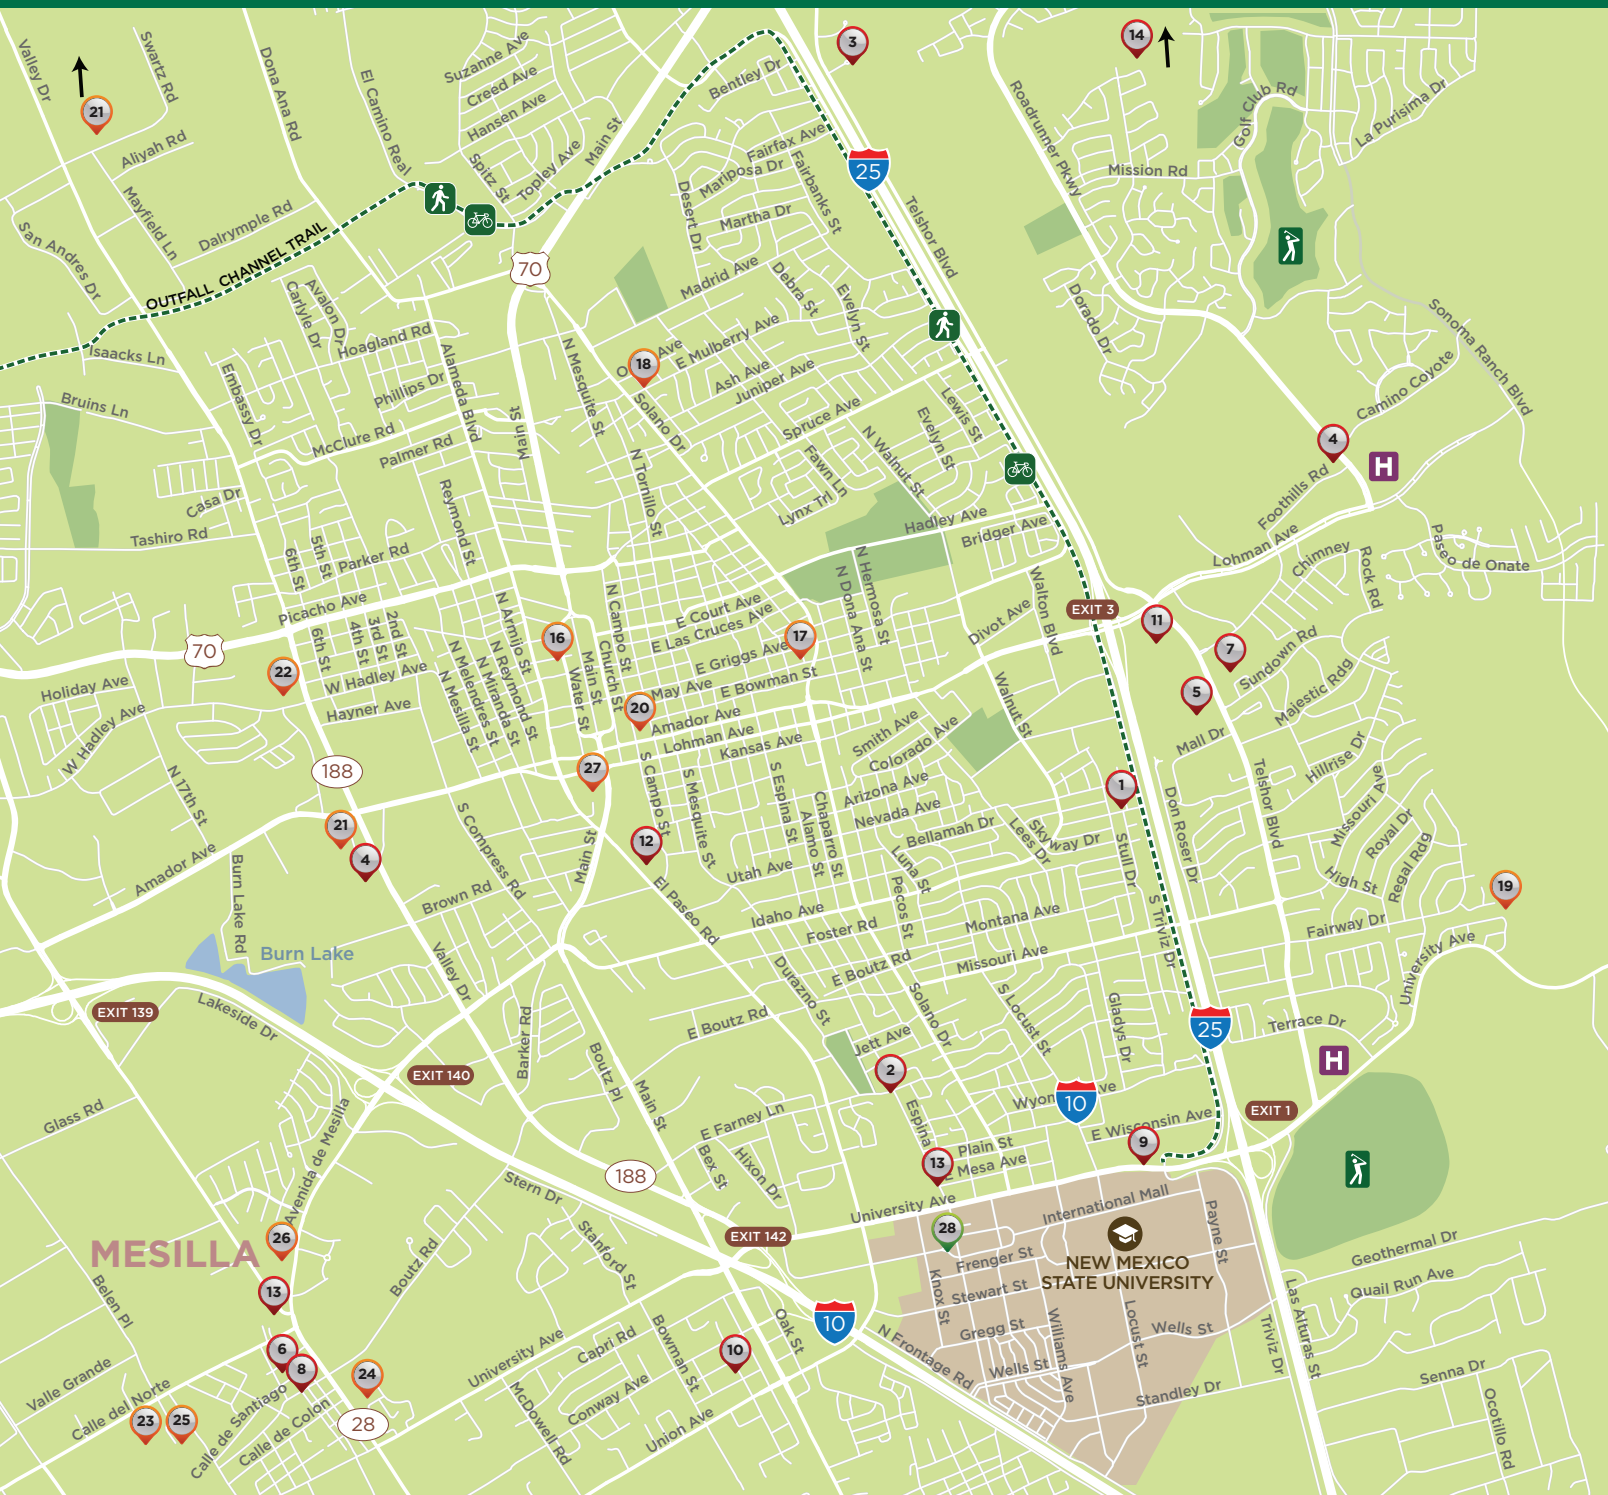 3
14
21
Valley Dr
Swartz Rd
Dona Ana Rd
El Camino Real
Suzanne Ave
Creed Ave
Hansen Ave
Spitz St
Topley Ave
Main St
Bentley Dr
Fairfax Ave
Mariposa Dr
Fairbanks St
Martha Dr
Desert Dr
Madrid Ave
Debra St
Evelyn St
25
Telshor Blvd
Roadrunner Pkwy
Mission Rd
Golf Club Rd
La Purisima Dr
Dorado Dr
Sonoma Ranch Blvd
Camino Coyote
Aliyah Rd
Mayfield Ln
Dalrymple Rd
San Andres Dr
OUTFALL CHANNEL TRAIL
70
Avalon Dr
Carlyle Dr
Hoagland Rd
Isaacks Ln
Bruins Ln
Embassy Dr
Phillips Dr
Alameda Blvd
McClure Rd
Palmer Rd
Main St
N Mesquite St
18
Ave
E Mulberry Ave
Ash Ave
Juniper Ave
Solano Dr
Spruce Ave
Evelyn St
Lewis St
N Walnut St
Fawn Ln
Lynx Trl
N Tornillo St
Hadley Ave
Bridger Ave
4
H
Foothills Rd
Lohman Ave
Chimney
Rock Rd
Paseo de Onate
Casa Dr
Tashiro Rd
Reymond St
6th St
5th St
Parker Rd
Picacho Ave
70
22
6th St
4th St
3rd St
2nd St
W Hadley Ave
Hayner Ave
Holiday Ave
W Hadley Ave
N Armijo St
N Reymond St
N Miranda St
N Melendres St
N Mesilla St
16
N Campo St
Church St
Main St
Water St
E Court Ave
E Las Cruces Ave
E Griggs Ave
17
May Ave
E Bowman St
20
Amador Ave
Lohman Ave
Kansas Ave
N Dona Ana St
N Hermosa St
Divot Ave
Walton Blvd
EXIT 3
11
7
5
Sundown Rd
Majestic Rdg
Mall Dr
Hillrise Dr
Missouri Ave
Royal Dr
Regal Rdg
High St
19
Fairway Dr
University Ave
Telshor Blvd
Don Roser Dr
1
Walnut St
Smith Ave
Colorado Ave
Arizona Ave
Nevada Ave
Bellamah Dr
Skyway Dr
Lees Dr
Stull Dr
188
N 17th St
27
21
4
12
S Campo St
S Mesquite St
S Espina St
Chaparro St
Alamo St
Luna St
Pecos St
S Compress Rd
Main St
Utah Ave
El Paseo Rd
Idaho Ave
Foster Rd
E Boutz Rd
Montana Ave
Missouri Ave
S Triviz Dr
Amador Ave
Burn Lake Rd
Burn Lake
Brown Rd
Valley Dr
Lakeside Dr
EXIT 139
EXIT 140
Barker Rd
Boutz Pl
Main St
E Boutz Rd
Durazno St
Solano Dr
S Locust St
Gladys Dr
25
Terrace Dr
H
EXIT 1
Jett Ave
2
10
E Wisconsin Ave
9
Espina
Plain St
13
Mesa Ave
E Farney Ln
Hixon Dr
Bex St
188
Glass Rd
Avenida de Mesilla
Stern Dr
Stanford St
EXIT 142
University Ave
28
International Mall
NEW MEXICO
STATE UNIVERSITY
Payne St
Frenger St
Stewart St
Knox St
Gregg St
Wells St
Wells St
Williams Ave
Locust St
Standley Dr
N Frontage Rd
10
Oak St
Geothermal Dr
Quail Run Ave
Las Alturas St
Triviz Dr
Senna Dr
Ocotillo Rd
MESILLA
26
13
6
8
24
23
25
28
Belen Pl
Boutz Rd
Valle Grande
Calle del Norte
Calle de Santiago
Calle de Colon
University Ave
Capri Rd
Bowman St
10
McDowell Rd
Conway Ave
Union Ave